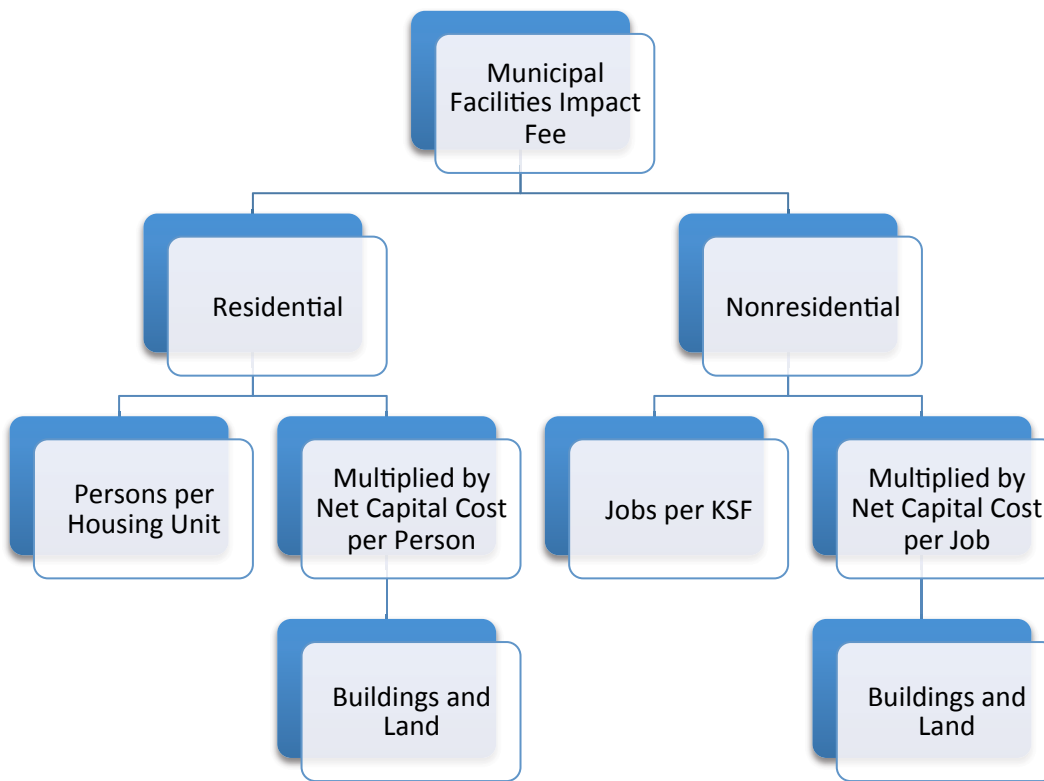 Municipal
Facilities Impact
Fee
Residential
Nonresidential
Persons per
Housing Unit
Multiplied by
Net Capital Cost
per Person
Jobs per KSF
Multiplied by
Net Capital Cost
per Job
Buildings and
Land
Buildings and
Land